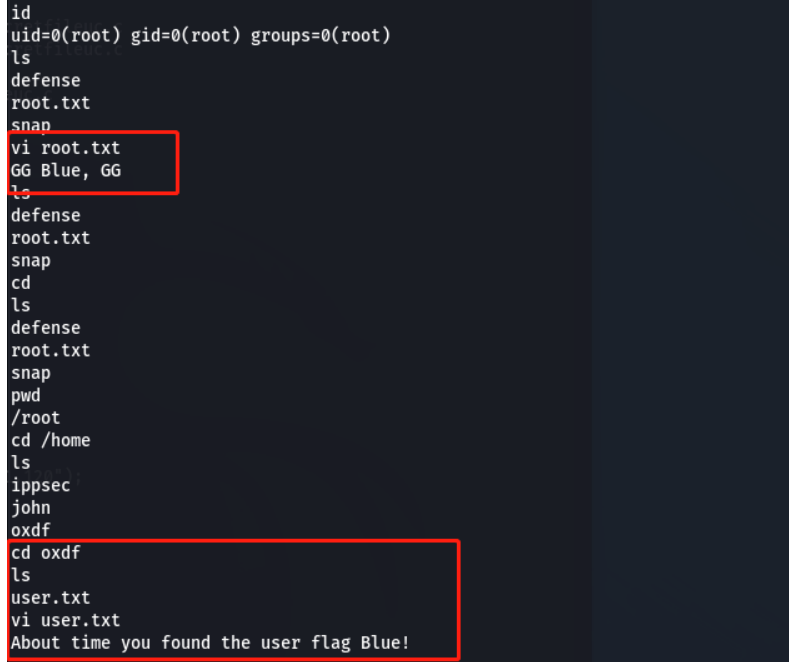 id
uid=0(root) gid=0(root) groups=0(root)
ls
defense
root.txt
snap
vi root.txt
GG Blue, GG
ls
defense
root.txt
snap
cd
ls
defense
root.txt
snap
pwd
/root
cd /home
ls
ippsec
john
oxdf
cd oxdf
ls
user.txt
vi user.txt
About time you found the user flag Blue!